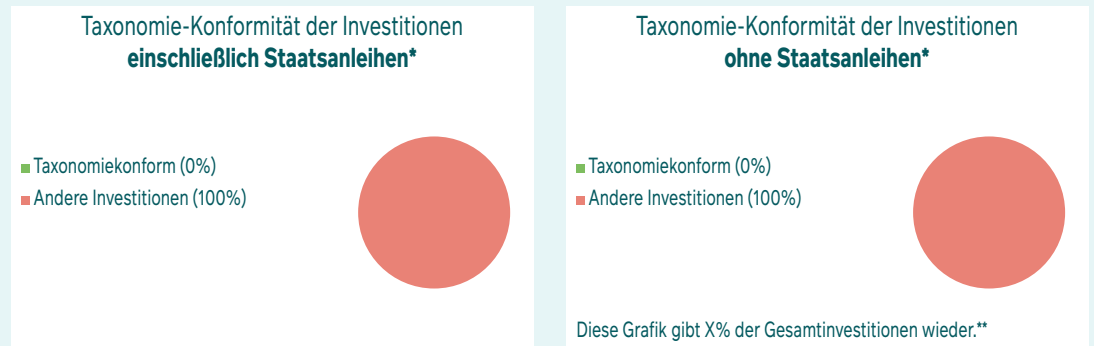 Taxonomie-Konformität der Investitionen
einschließlich Staatsanleihen*
Taxonomiekonform (0%)
Andere Investitionen (100%)
Taxonomie-Konformität der Investitionen
ohne Staatsanleihen*
Taxonomiekonform (0%)
Andere Investitionen (100%)
Diese Grafik gibt X% der Gesamtinvestitionen wieder.**